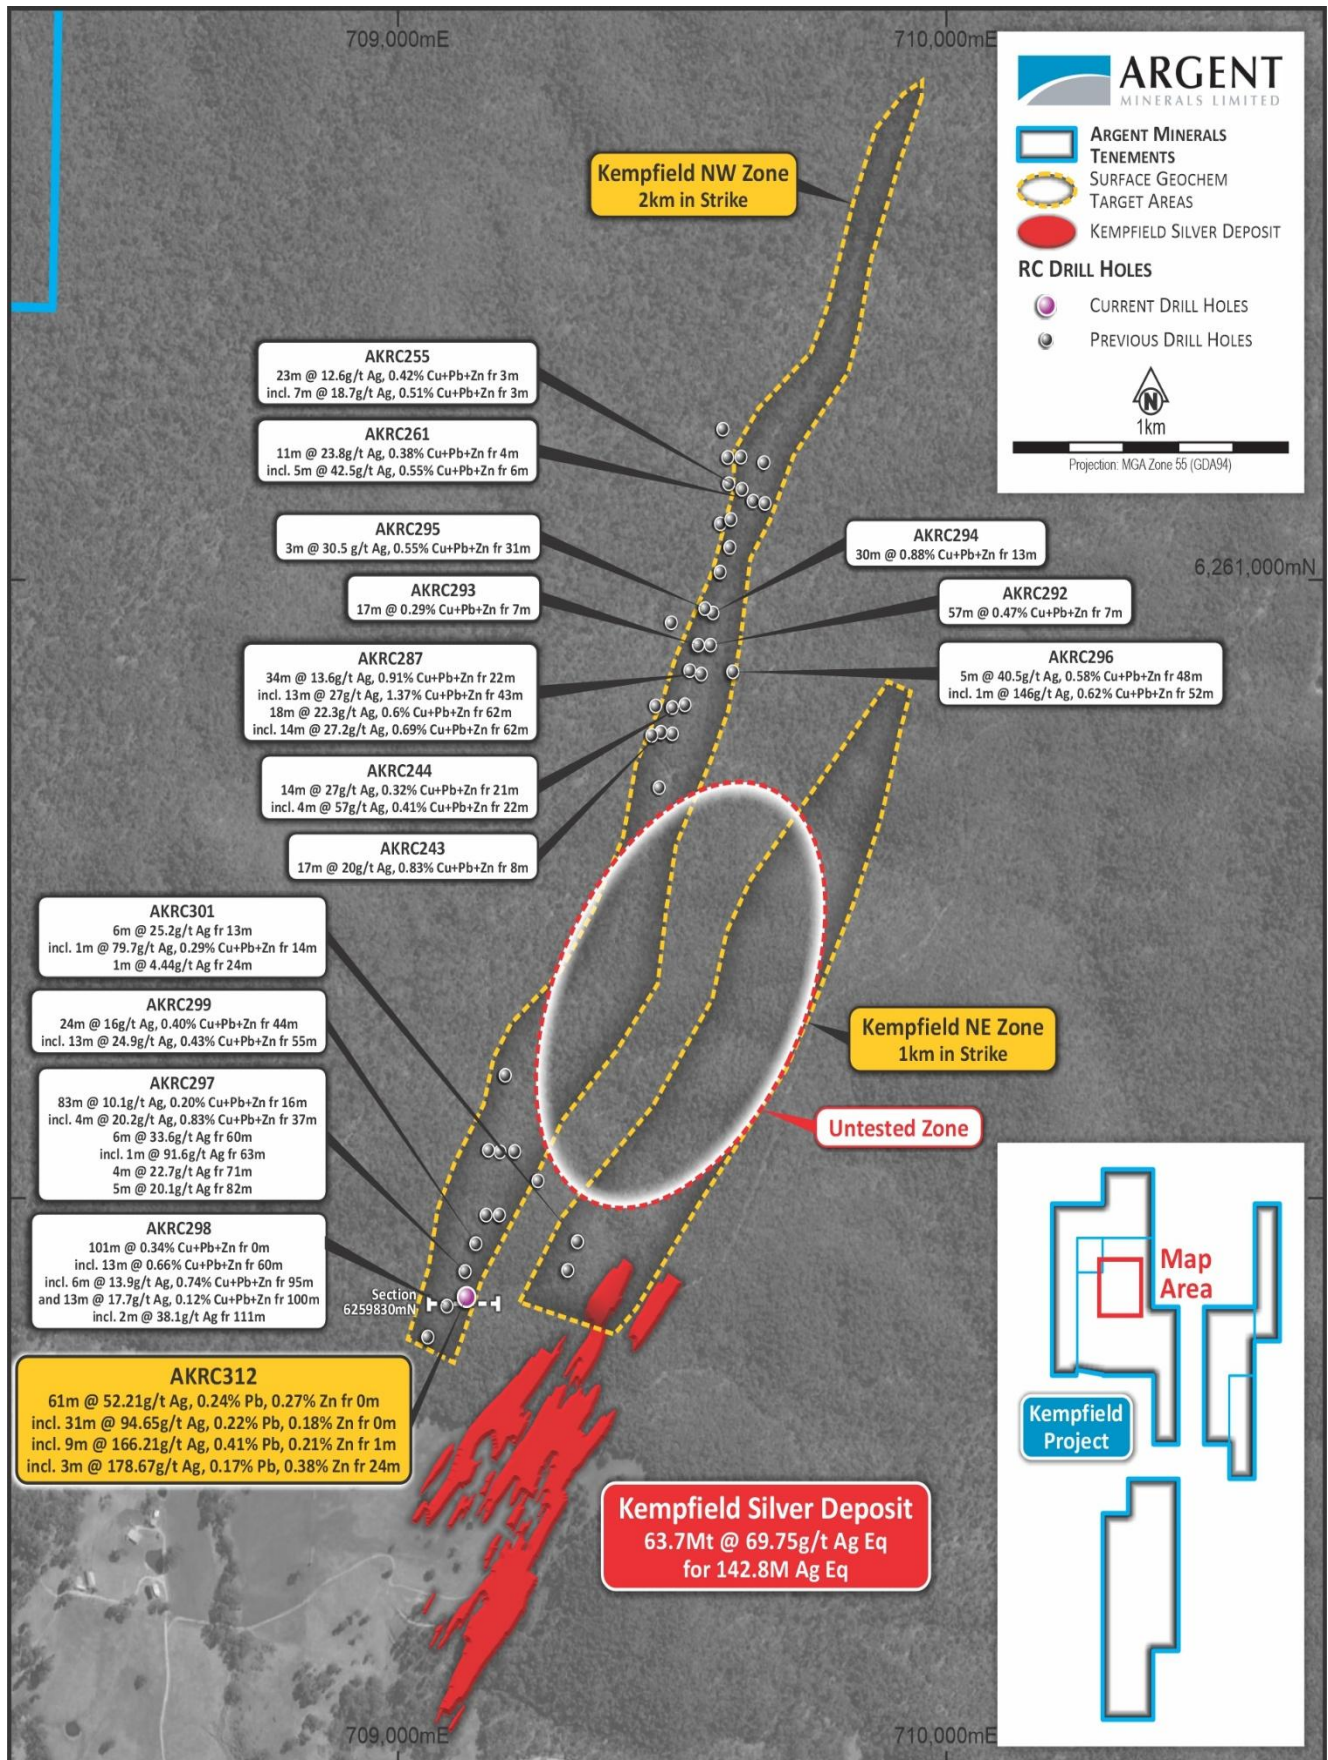 709,000mE
710,000mE
ARGENT
MINERALS LIMITED
ARGENT MINERALS
TENEMENTS
SURFACE GEOCHEM
TARGET AREAS
KEMPFIELD SILVER DEPOSIT
RC DRILL HOLES
CURRENT DRILL HOLES
PREVIOUS DRILL HOLES
N
1km
Projection: MGA Zone 55 (GDA94)
Kempfield NW Zone
2km in Strike
AKRC255
23m @ 12.6g/t Ag, 0.42% Cu+Pb+Zn fr 3m
incl. 7m @ 18.7g/t Ag, 0.51% Cu+Pb+Zn fr 3m
AKRC261
11m @ 23.8g/t Ag, 0.38% Cu+Pb+Zn fr 4m
incl. 5m @ 42.5g/t Ag, 0.55% Cu+Pb+Zn fr 6m
AKRC295
3m @ 30.5 g/t Ag, 0.55% Cu+Pb+Zn fr 31m
AKRC294
30m @ 0.88% Cu+Pb+Zn fr 13m
6,261,000mN
AKRC293
17m @ 0.29% Cu+Pb+Zn fr 7m
AKRC292
57m @ 0.47% Cu+Pb+Zn fr 7m
AKRC287
34m @ 13.6g/t Ag, 0.91% Cu+Pb+Zn fr 22m
incl. 13m @ 27g/t Ag, 1.37% Cu+Pb+Zn fr 43m
18m @ 22.3g/t Ag, 0.6% Cu+Pb+Zn fr 62m
incl. 14m @ 27.2g/t Ag, 0.69% Cu+Pb+Zn fr 62m
AKRC296
5m @ 40.5g/t Ag, 0.58% Cu+Pb+Zn fr 48m
incl. 1m @ 146g/t Ag, 0.62% Cu+Pb+Zn fr 52m
AKRC244
14m @ 27g/t Ag, 0.32% Cu+Pb+Zn fr 21m
incl. 4m @ 57g/t Ag, 0.41% Cu+Pb+Zn fr 22m
AKRC243
17m @ 20g/t Ag, 0.83% Cu+Pb+Zn fr 8m
AKRC301
6m @ 25.2g/t Ag fr 13m
incl. 1m @ 79.7g/t Ag, 0.29% Cu+Pb+Zn fr 14m
1m @ 4.44g/t Ag fr 24m
AKRC299
24m @ 16g/t Ag, 0.40% Cu+Pb+Zn fr 44m
incl. 13m @ 24.9g/t Ag, 0.43% Cu+Pb+Zn fr 55m
Kempfield NE Zone
1km in Strike
AKRC297
83m @ 10.1g/t Ag, 0.20% Cu+Pb+Zn fr 16m
incl. 4m @ 20.2g/t Ag, 0.83% Cu+Pb+Zn fr 37m
6m @ 33.6g/t Ag fr 60m
incl. 1m @ 91.6g/t Ag fr 63m
4m @ 22.7g/t Ag fr 71m
5m @ 20.1g/t Ag fr 82m
Untested Zone
AKRC298
101m @ 0.34% Cu+Pb+Zn fr 0m
incl. 13m @ 0.66% Cu+Pb+Zn fr 60m
incl. 6m @ 13.9g/t Ag, 0.74% Cu+Pb+Zn fr 95m
and 13m @ 17.7g/t Ag, 0.12% Cu+Pb+Zn fr 100m
incl. 2m @ 38.1g/t Ag fr 111m
Section
6259830mN
AKRC312
61m @ 52.21g/t Ag, 0.24% Pb, 0.27% Zn fr 0m
incl. 31m @ 94.65g/t Ag, 0.22% Pb, 0.18% Zn fr 0m
incl. 9m @ 166.21g/t Ag, 0.41% Pb, 0.21% Zn fr 1m
incl. 3m @ 178.67g/t Ag, 0.17% Pb, 0.38% Zn fr 24m
Kempfield Silver Deposit
63.7Mt @ 69.75g/t Ag Eq
for 142.8M Ag Eq
Map
Area
Kempfield
Project
709,000mE
710,000mE